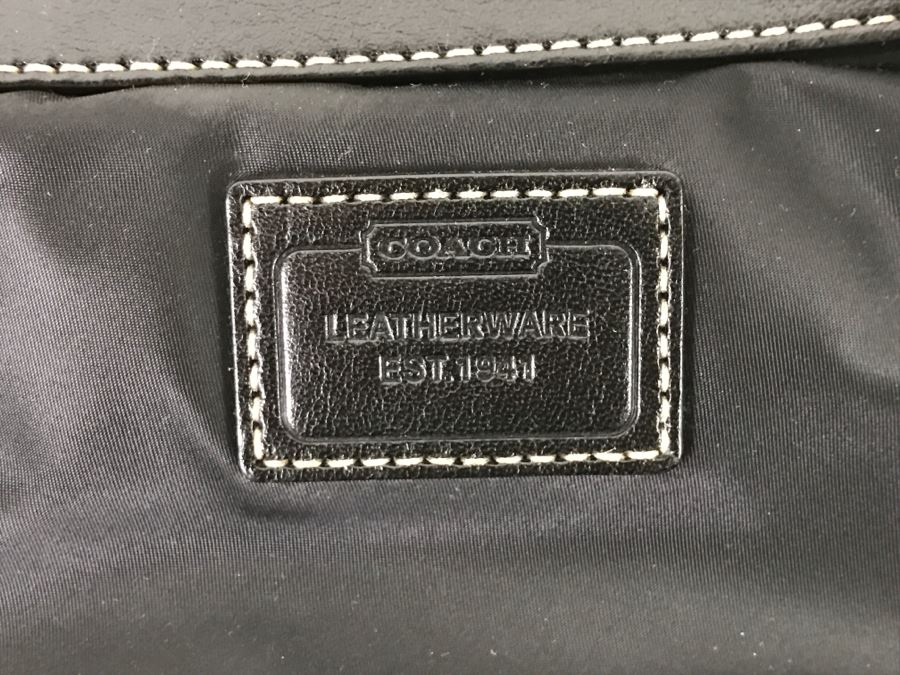 COACH
LEATHERWARE
EST. 1941